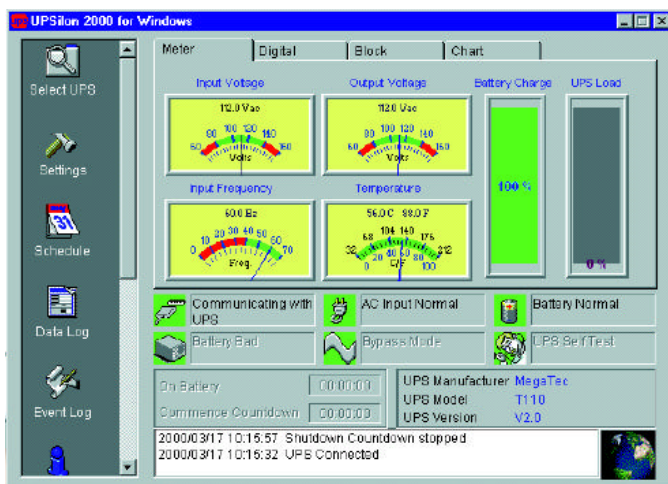 UPSilon 2000 for Windows
Select UPS
Settings
Schedule
31
Data Log
Event Log
Meter Digital Block Chart
Input Voltage
112.0 Vac
60 80 100 120 140 160
Volts
Output Voltage
112.0 Vac
60 80 100 120 140 160
Volts
Battery Charge
100 %
UPS Load
0 %
Input Frequency
60.0 Hz
0 10 20 30 40 50 60 70
Freq.
Temperature
32 68 104 140 176 212
0 20 40 60 80 100
C/F
Communicating with
UPS
AC Input Normal
Battery Normal
Battery Bad
Bypass Mode
UPS Self Test
On Battery 00:00:00
Commence Countdown 00:00:00
UPS Manufacturer MegaTec
UPS Model T110
UPS Version V2.0
2000/03/17 10:15:57 Shutdown Countdown stopped
2000/03/17 10:15:32 UPS Connected